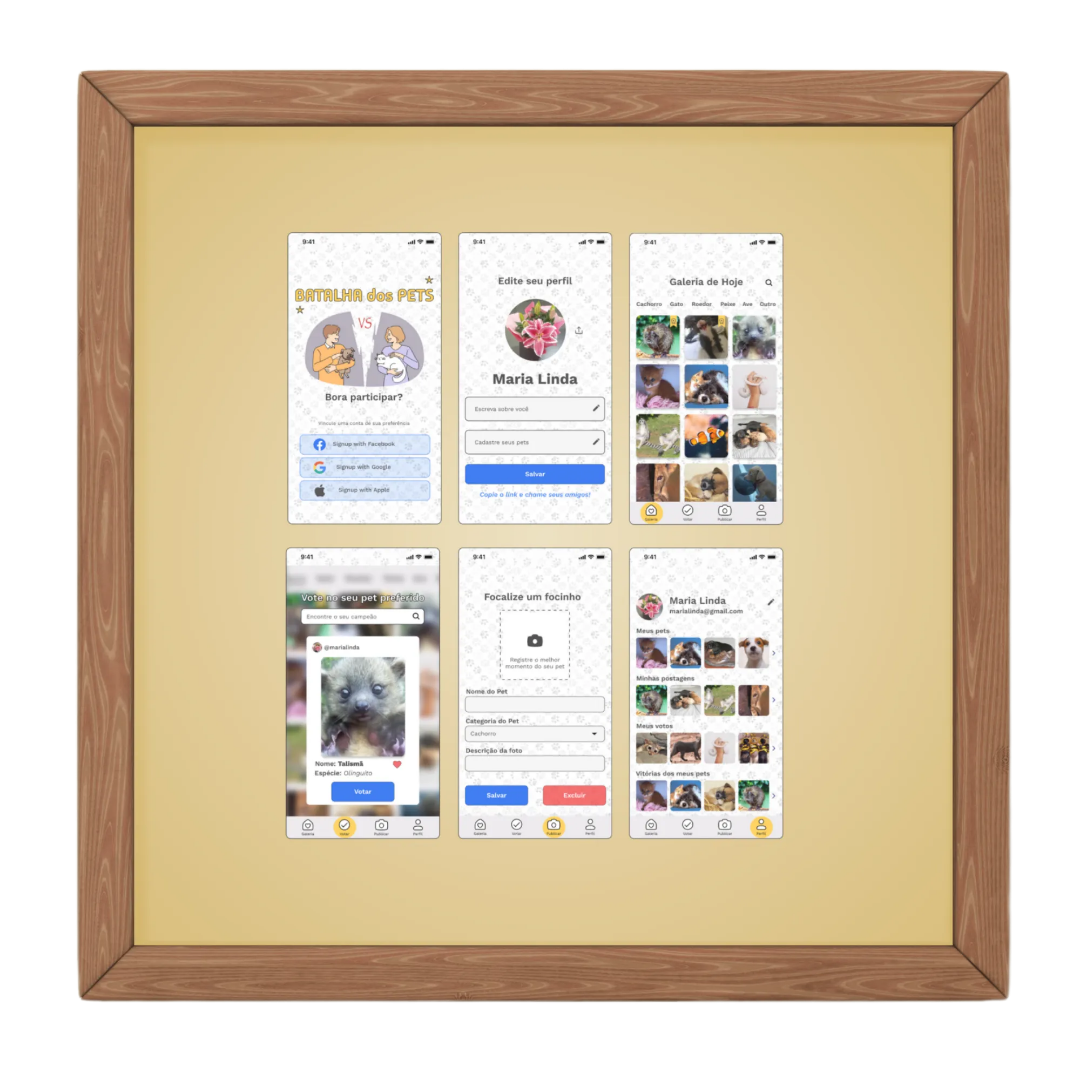 9:41
BATALHA dos PETS
VS
Bora participar?
Vincule uma conta de sua preferência
Signup with Facebook
Signup with Google
Signup with Apple
9:41
Edite seu perfil
Maria Linda
Escreva sobre você
Cadastre seus pets
Salvar
Copie o link e chame seus amigos!
9:41
Galeria de Hoje
Cachorro Gato Roedor Peixe Ave Outro
Galeria Votar Publicar Perfil
9:41
Vote no seu pet preferido
Encontre o seu campeão
@marialinda
Nome: Talismã
Espécie: Olinguito
Votar
Galeria Votar Publicar Perfil
9:41
Focalize um focinho
Registre o melhor
momento do seu pet
Nome do Pet
Categoria do Pet
Cachorro
Descrição da foto
Salvar Excluir
Galeria Votar Publicar Perfil
9:41
Maria Linda
marialinda@gmail.com
Meus pets
Minhas postagens
Meus votos
Vitórias dos meus pets
Galeria Votar Publicar Perfil